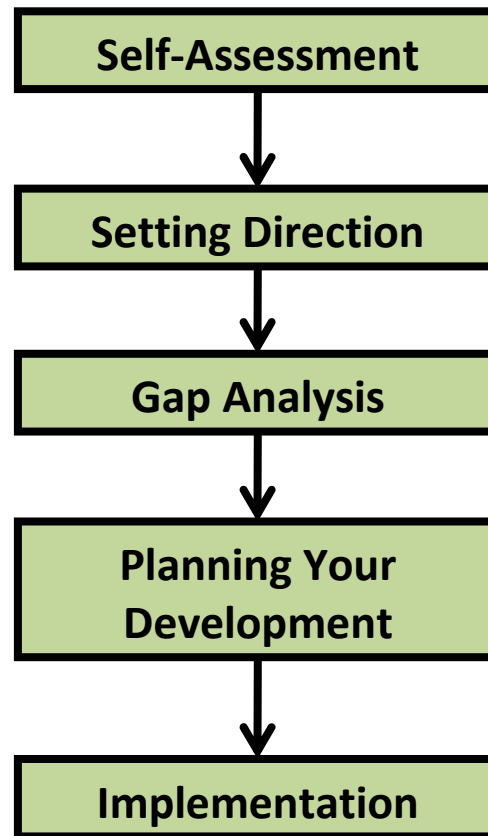 Self-Assessment
Setting Direction
Gap Analysis
Planning Your
Development
Implementation